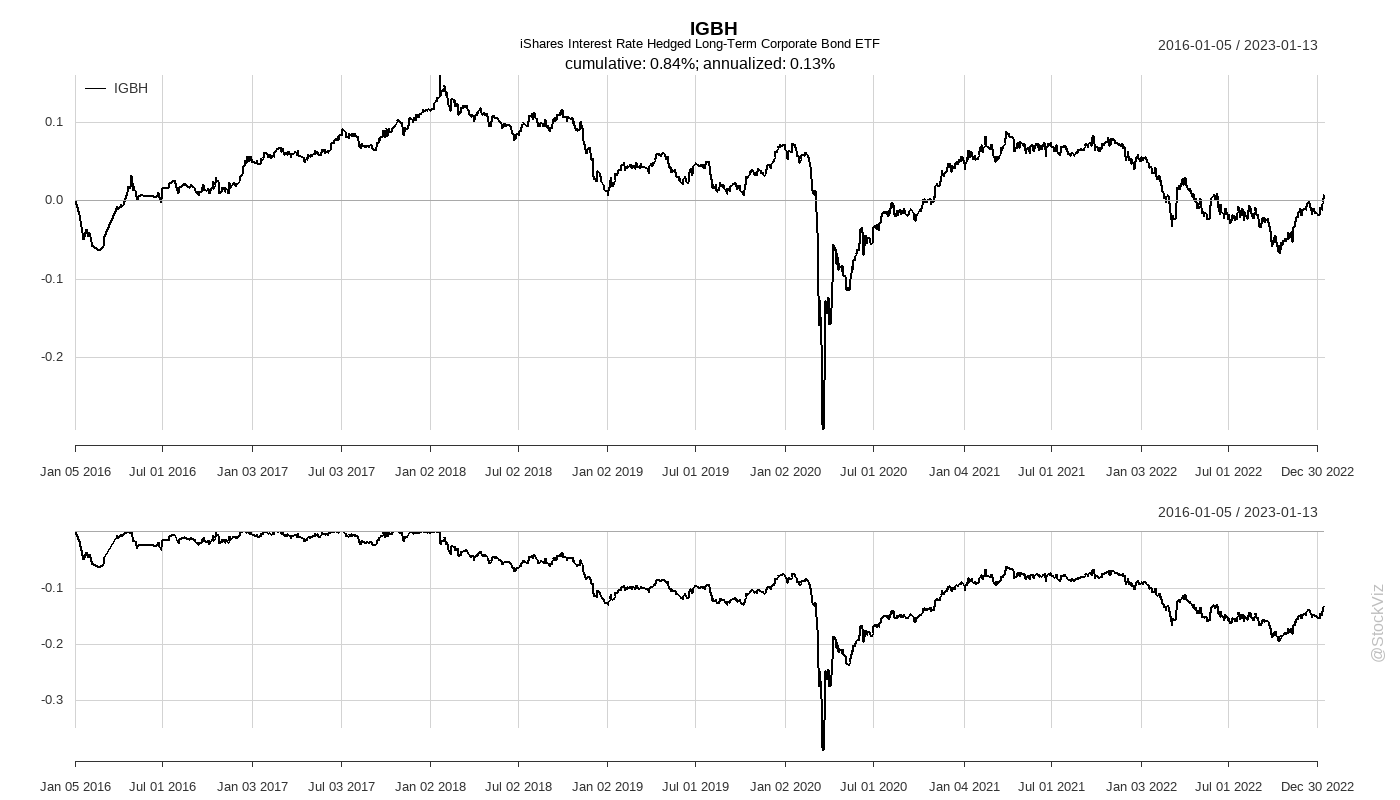 IGBH
iShares Interest Rate Hedged Long-Term Corporate Bond ETF
2016-01-05 / 2023-01-13
cumulative: 0.84%; annualized: 0.13%
IGBH
0.1
0.0
-0.1
-0.2
Jan 05 2016 Jul 01 2016 Jan 03 2017 Jul 03 2017 Jan 02 2018 Jul 02 2018 Jan 02 2019 Jul 01 2019 Jan 02 2020 Jul 01 2020 Jan 04 2021 Jul 01 2021 Jan 03 2022 Jul 01 2022 Dec 30 2022
2016-01-05 / 2023-01-13
-0.1
-0.2
-0.3
@StockViz
Jan 05 2016 Jul 01 2016 Jan 03 2017 Jul 03 2017 Jan 02 2018 Jul 02 2018 Jan 02 2019 Jul 01 2019 Jan 02 2020 Jul 01 2020 Jan 04 2021 Jul 01 2021 Jan 03 2022 Jul 01 2022 Dec 30 2022